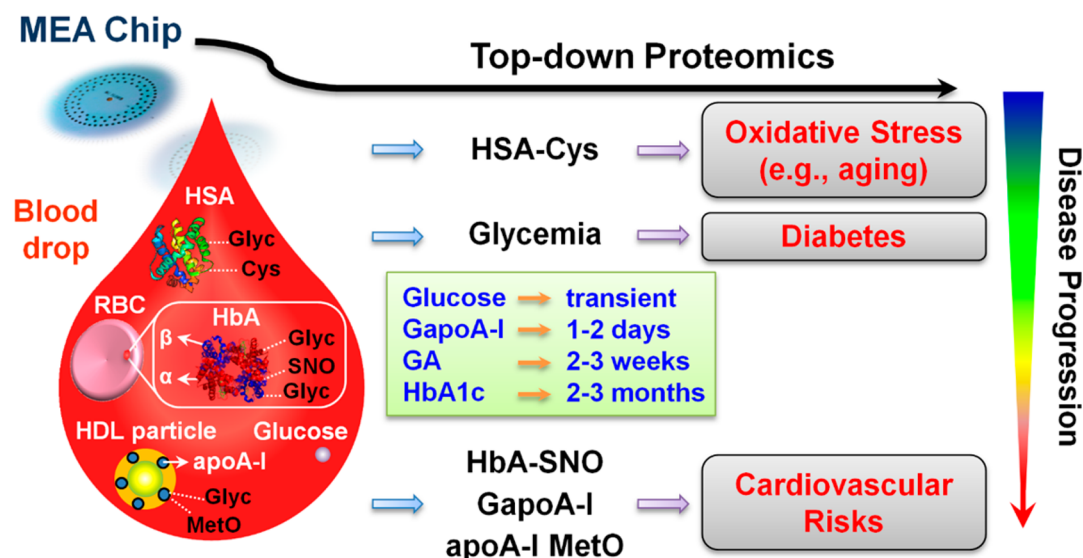 MEA Chip
Top-down Proteomics
Blood
drop
HSA
Glyc
Cys
RBC
HbA
β
α
Glyc
SNO
Glyc
HDL particle
Glucose
apoA-I
Glyc
MetO
HSA-Cys
Oxidative Stress
(e.g., aging)
Glycemia
Diabetes
Glucose transient
GapoA-I 1-2 days
GA 2-3 weeks
HbA1c 2-3 months
HbA-SNO
GapoA-I
apoA-I MetO
Cardiovascular
Risks
Disease Progression